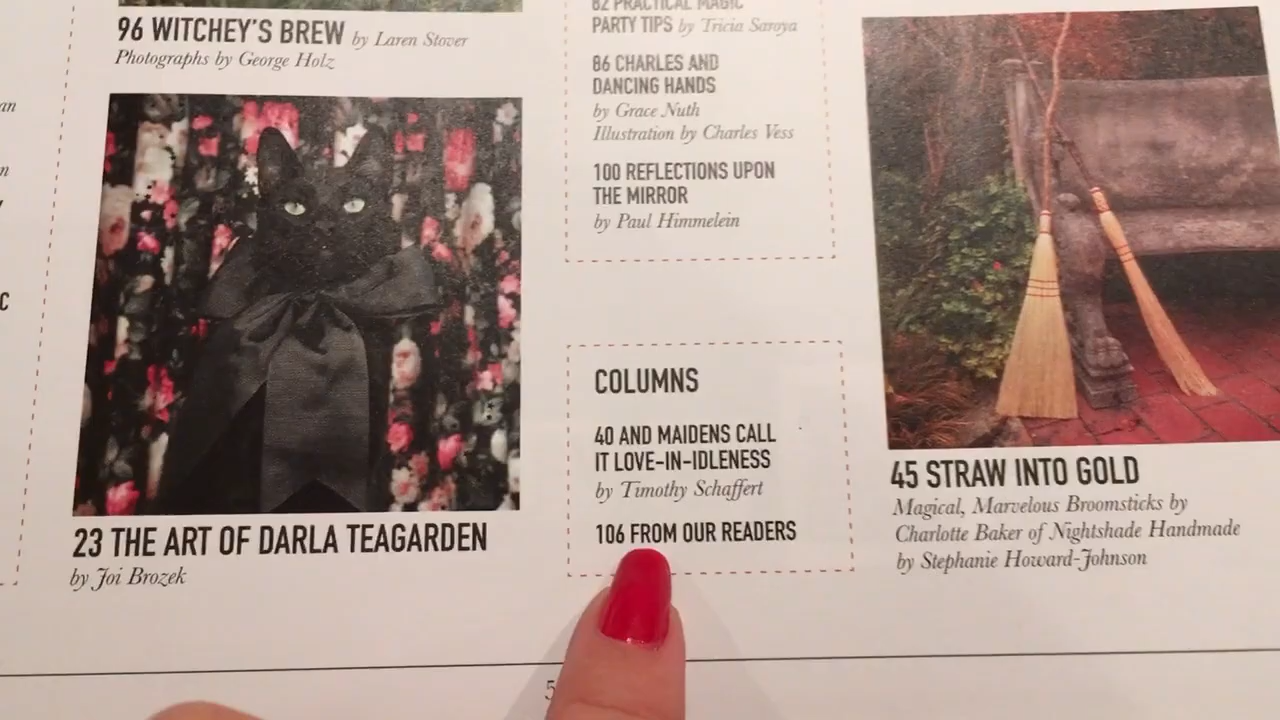 96 WITCHEY'S BREW by Laren Stover
Photographs by George Holz
23 THE ART OF DARLA TEAGARDEN
by Joi Brozek
82 PRACTICAL MAGIC
PARTY TIPS by Tricia Saroya
86 CHARLES AND
DANCING HANDS
by Grace Nuth
Illustration by Charles Vess
100 REFLECTIONS UPON
THE MIRROR
by Paul Himmelein
COLUMNS
40 AND MAIDENS CALL
IT LOVE-IN-IDLENESS
by Timothy Schaffert
106 FROM OUR READERS
45 STRAW INTO GOLD
Magical, Marvelous Broomsticks by
Charlotte Baker of Nightshade Handmade
by Stephanie Howard-Johnson